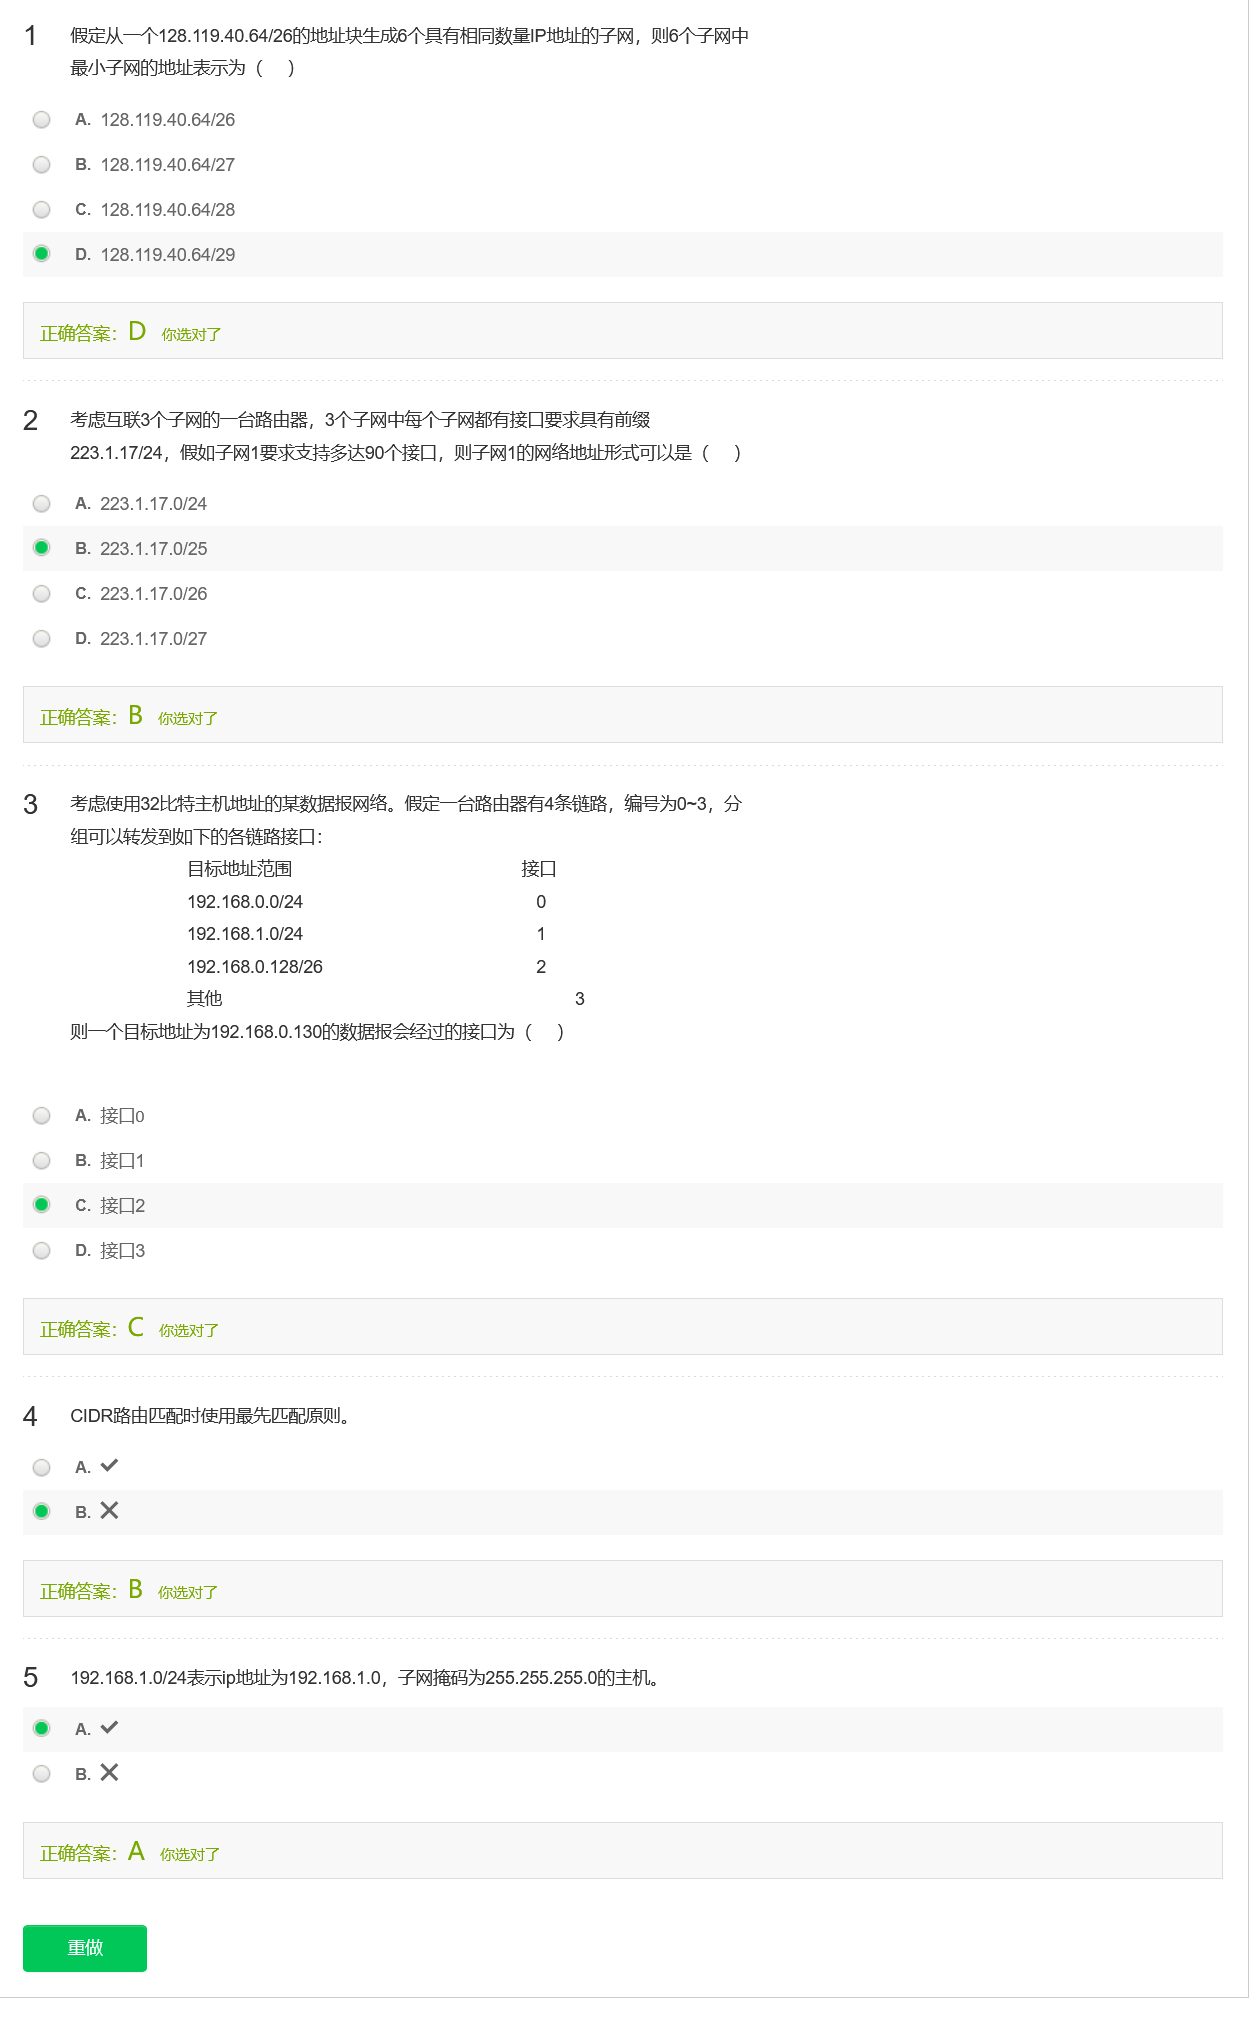 1 假定从一个128.119.40.64/26的地址块生成6个具有相同数量IP地址的子网，则6个子网中
最小子网的地址表示为（ ）
A. 128.119.40.64/26
B. 128.119.40.64/27
C. 128.119.40.64/28
D. 128.119.40.64/29
正确答案：D 你选对了
2 考虑互联3个子网的一台路由器，3个子网中每个子网都有接口要求具有前缀
223.1.17/24，假如子网1要求支持多达90个接口，则子网1的网络地址形式可以是（ ）
A. 223.1.17.0/24
B. 223.1.17.0/25
C. 223.1.17.0/26
D. 223.1.17.0/27
正确答案：B 你选对了
3 考虑使用32比特主机地址的某数据报网络。假定一台路由器有4条链路，编号为0~3，分
组可以转发到如下的各链路接口：
目标地址范围 接口
192.168.0.0/24 0
192.168.1.0/24 1
192.168.0.128/26 2
其他 3
则一个目标地址为192.168.0.130的数据报会经过的接口为（ ）
A. 接口0
B. 接口1
C. 接口2
D. 接口3
正确答案：C 你选对了
4 CIDR路由匹配时使用最先匹配原则。
A.
B.
正确答案：B 你选对了
5 192.168.1.0/24表示ip地址为192.168.1.0，子网掩码为255.255.255.0的主机。
A.
B.
正确答案：A 你选对了
重做